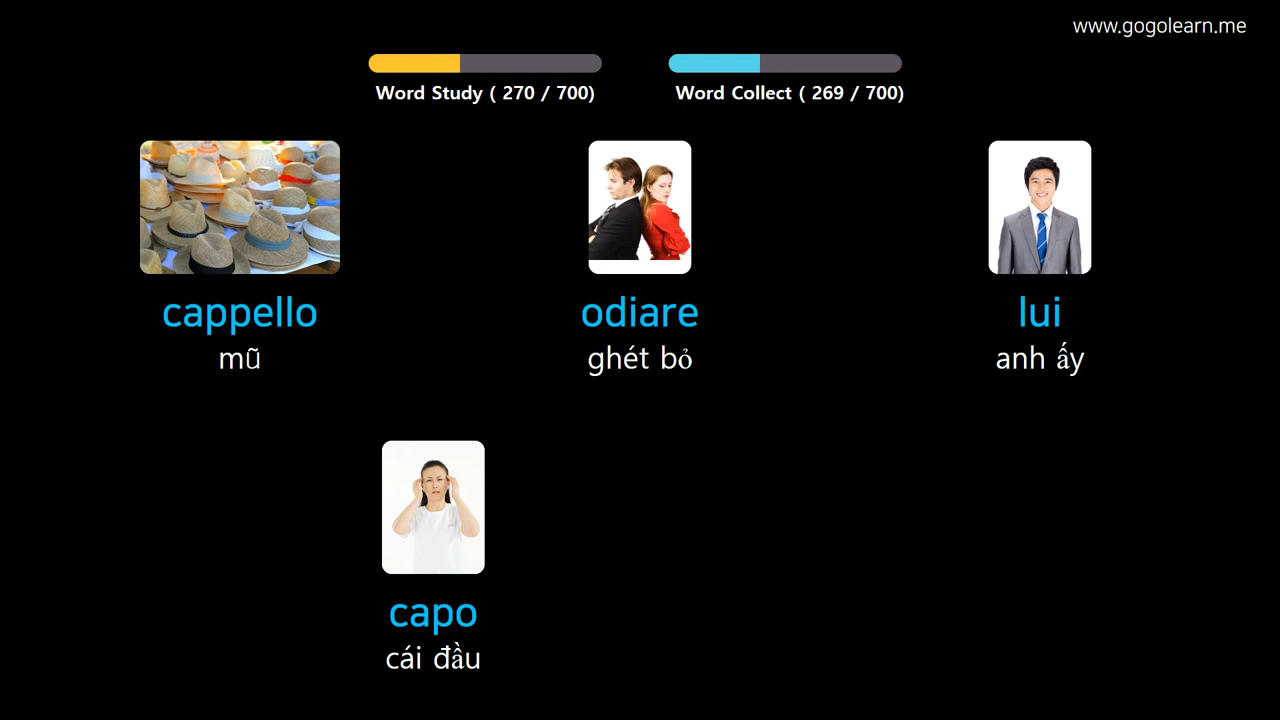 www.gogolearn.me
Word Study ( 270 / 700)
Word Collect ( 269 / 700)
cappello
mũ
odiare
ghét bỏ
lui
anh ấy
capo
cái đầu